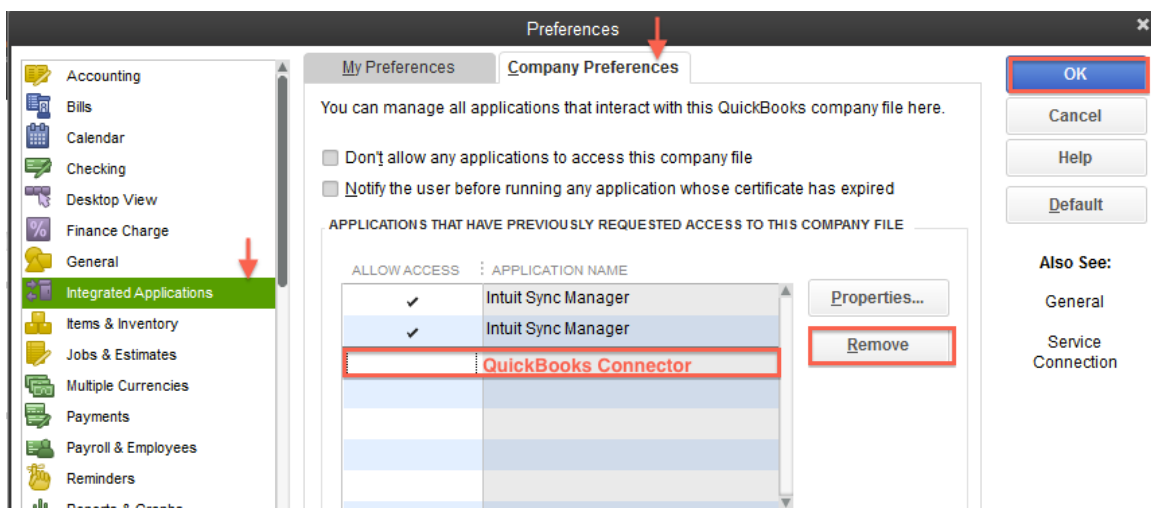 Preferences
Accounting
Bills
Calendar
Checking
Desktop View
Finance Charge
General
Integrated Applications
Items & Inventory
Jobs & Estimates
Multiple Currencies
Payments
Payroll & Employees
Reminders
Reports & Graphs
My Preferences
Company Preferences
You can manage all applications that interact with this QuickBooks company file here.
Don't allow any applications to access this company file
Notify the user before running any application whose certificate has expired
APPLICATIONS THAT HAVE PREVIOUSLY REQUESTED ACCESS TO THIS COMPANY FILE
ALLOW ACCESS APPLICATION NAME
Intuit Sync Manager
Intuit Sync Manager
QuickBooks Connector
Properties...
Remove
OK
Cancel
Help
Default
Also See:
General
Service
Connection